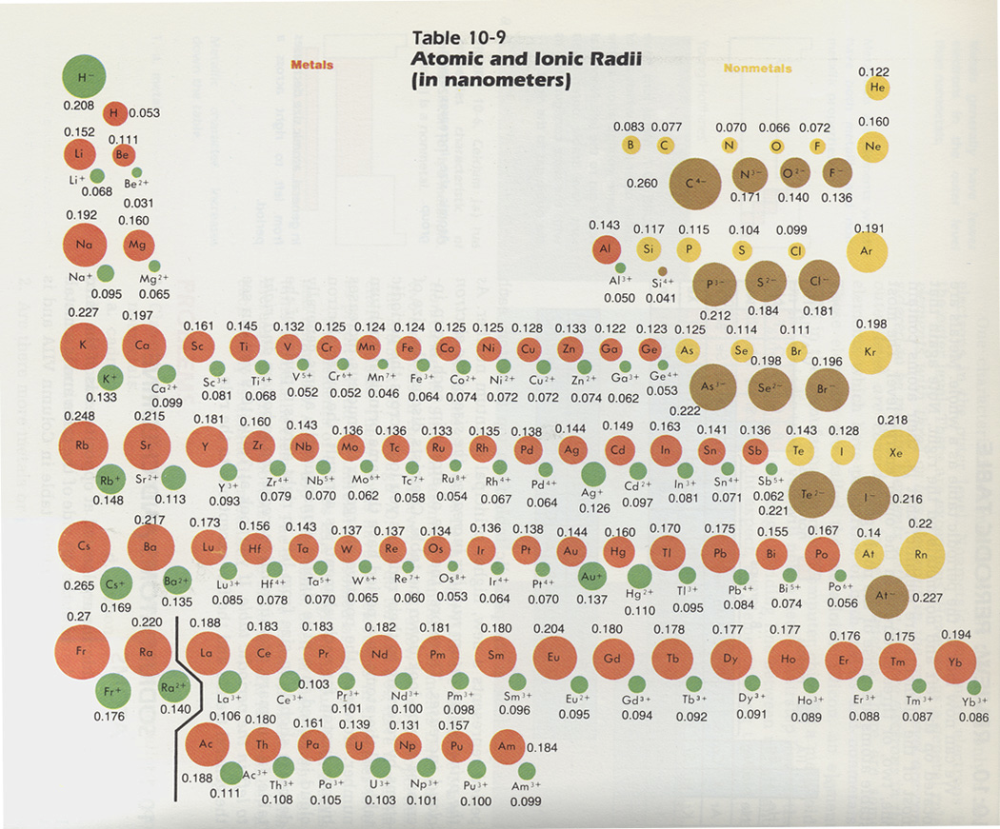 Table 10-9
Atomic and Ionic Radii
(in nanometers)
Metals
Nonmetals
H⁻
0.208
H 0.053
0.122
He
0.152 0.111
Li Be
Li⁺ 0.068
Be²⁺ 0.031
0.083 0.077 0.070 0.066 0.072 0.160
B C N O F Ne
0.260 C⁴⁻ N³⁻ O²⁻ F⁻
0.171 0.140 0.136
0.192 0.160
Na Mg
Na⁺ Mg²⁺
0.095 0.065
0.143 0.117 0.115 0.104 0.099 0.191
Al Si P S Cl Ar
Al³⁺ Si⁴⁺ P³⁻ S²⁻ Cl⁻
0.050 0.041 0.212 0.184 0.181
0.227 0.197 0.161 0.145 0.132 0.125 0.124 0.124 0.125 0.125 0.128 0.133 0.122 0.123 0.125 0.114 0.111 0.198
K Ca Sc Ti V Cr Mn Fe Co Ni Cu Zn Ga Ge As Se Br Kr
K⁺ Ca²⁺ Sc³⁺ Ti⁴⁺ V⁵⁺ Cr⁶⁺ Mn⁷⁺ Fe³⁺ Co²⁺ Ni²⁺ Cu²⁺ Zn²⁺ Ga³⁺ Ge⁴⁺ As³⁻ Se²⁻ Br⁻
0.133 0.099 0.081 0.068 0.052 0.052 0.046 0.064 0.074 0.072 0.072 0.074 0.062 0.053 0.222 0.198 0.196
0.248 0.215 0.181 0.160 0.143 0.136 0.136 0.133 0.135 0.138 0.149 0.163 0.141 0.136 0.143 0.128 0.218
Rb Sr Y Zr Nb Mo Tc Ru Rh Pd Ag Cd In Sn Sb Te I Xe
Rb⁺ Sr²⁺ Y³⁺ Zr⁴⁺ Nb⁵⁺ Mo⁶⁺ Tc⁷⁺ Ru⁸⁺ Rh⁴⁺ Pd⁴⁺ Ag⁺ Cd²⁺ In³⁺ Sn⁴⁺ Sb⁵⁺ Te²⁻ I⁻
0.148 0.113 0.093 0.079 0.070 0.062 0.058 0.054 0.067 0.064 0.126 0.097 0.081 0.071 0.062 0.221 0.216
0.217 0.173 0.156 0.143 0.137 0.137 0.134 0.136 0.138 0.144 0.160 0.170 0.175 0.155 0.167 0.14 0.22
Cs Ba Lu Hf Ta W Re Os Ir Pt Au Hg Tl Pb Bi Po At Rn
0.265 Cs⁺ Ba²⁺ Lu³⁺ Hf⁴⁺ Ta⁵⁺ W⁶⁺ Re⁷⁺ Os⁸⁺ Ir⁴⁺ Pt⁴⁺ Au⁺ Hg²⁺ Tl³⁺ Pb⁴⁺ Bi⁵⁺ Po⁶⁺ At⁻ 0.227
0.169 0.135 0.085 0.078 0.070 0.065 0.060 0.053 0.064 0.070 0.137 0.110 0.095 0.084 0.074 0.056
0.27 0.220 0.188 0.183 0.183 0.182 0.181 0.180 0.204 0.180 0.178 0.177 0.177 0.176 0.175 0.194
Fr Ra La Ce Pr Nd Pm Sm Eu Gd Tb Dy Ho Er Tm Yb
Fr⁺ Ra²⁺ La³⁺ Ce³⁺ Pr³⁺ Nd³⁺ Pm³⁺ Sm³⁺ Eu²⁺ Gd³⁺ Tb³⁺ Dy³⁺ Ho³⁺ Er³⁺ Tm³⁺ Yb³⁺
0.176 0.140 0.106 0.103 0.101 0.100 0.098 0.096 0.095 0.094 0.092 0.091 0.089 0.088 0.087 0.086
0.180 0.161 0.139 0.131 0.157
Ac Th Pa U Np Pu Am 0.184
0.188 Ac³⁺ Th³⁺ Pa³⁺ U³⁺ Np³⁺ Pu³⁺ Am³⁺
0.111 0.108 0.105 0.103 0.101 0.100 0.099